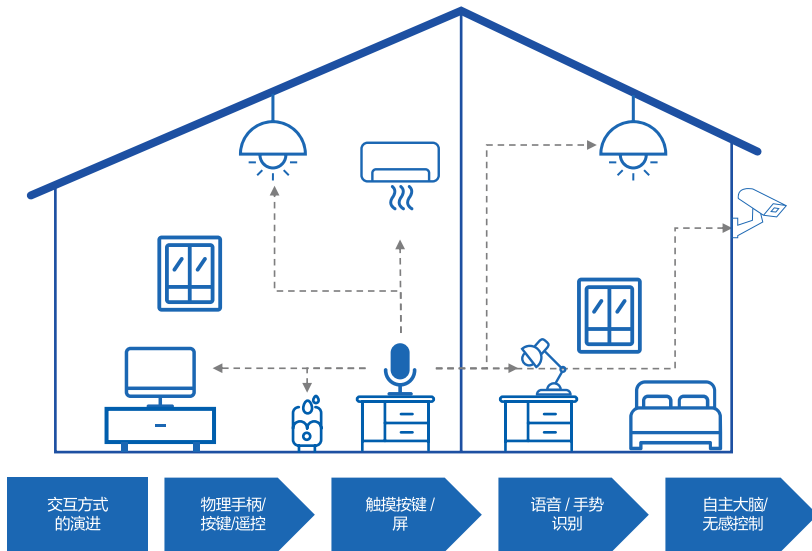 交互方式
的演进
物理手柄/
按键/遥控
触摸按键 /
屏
语音 / 手势
识别
自主大脑/
无感控制